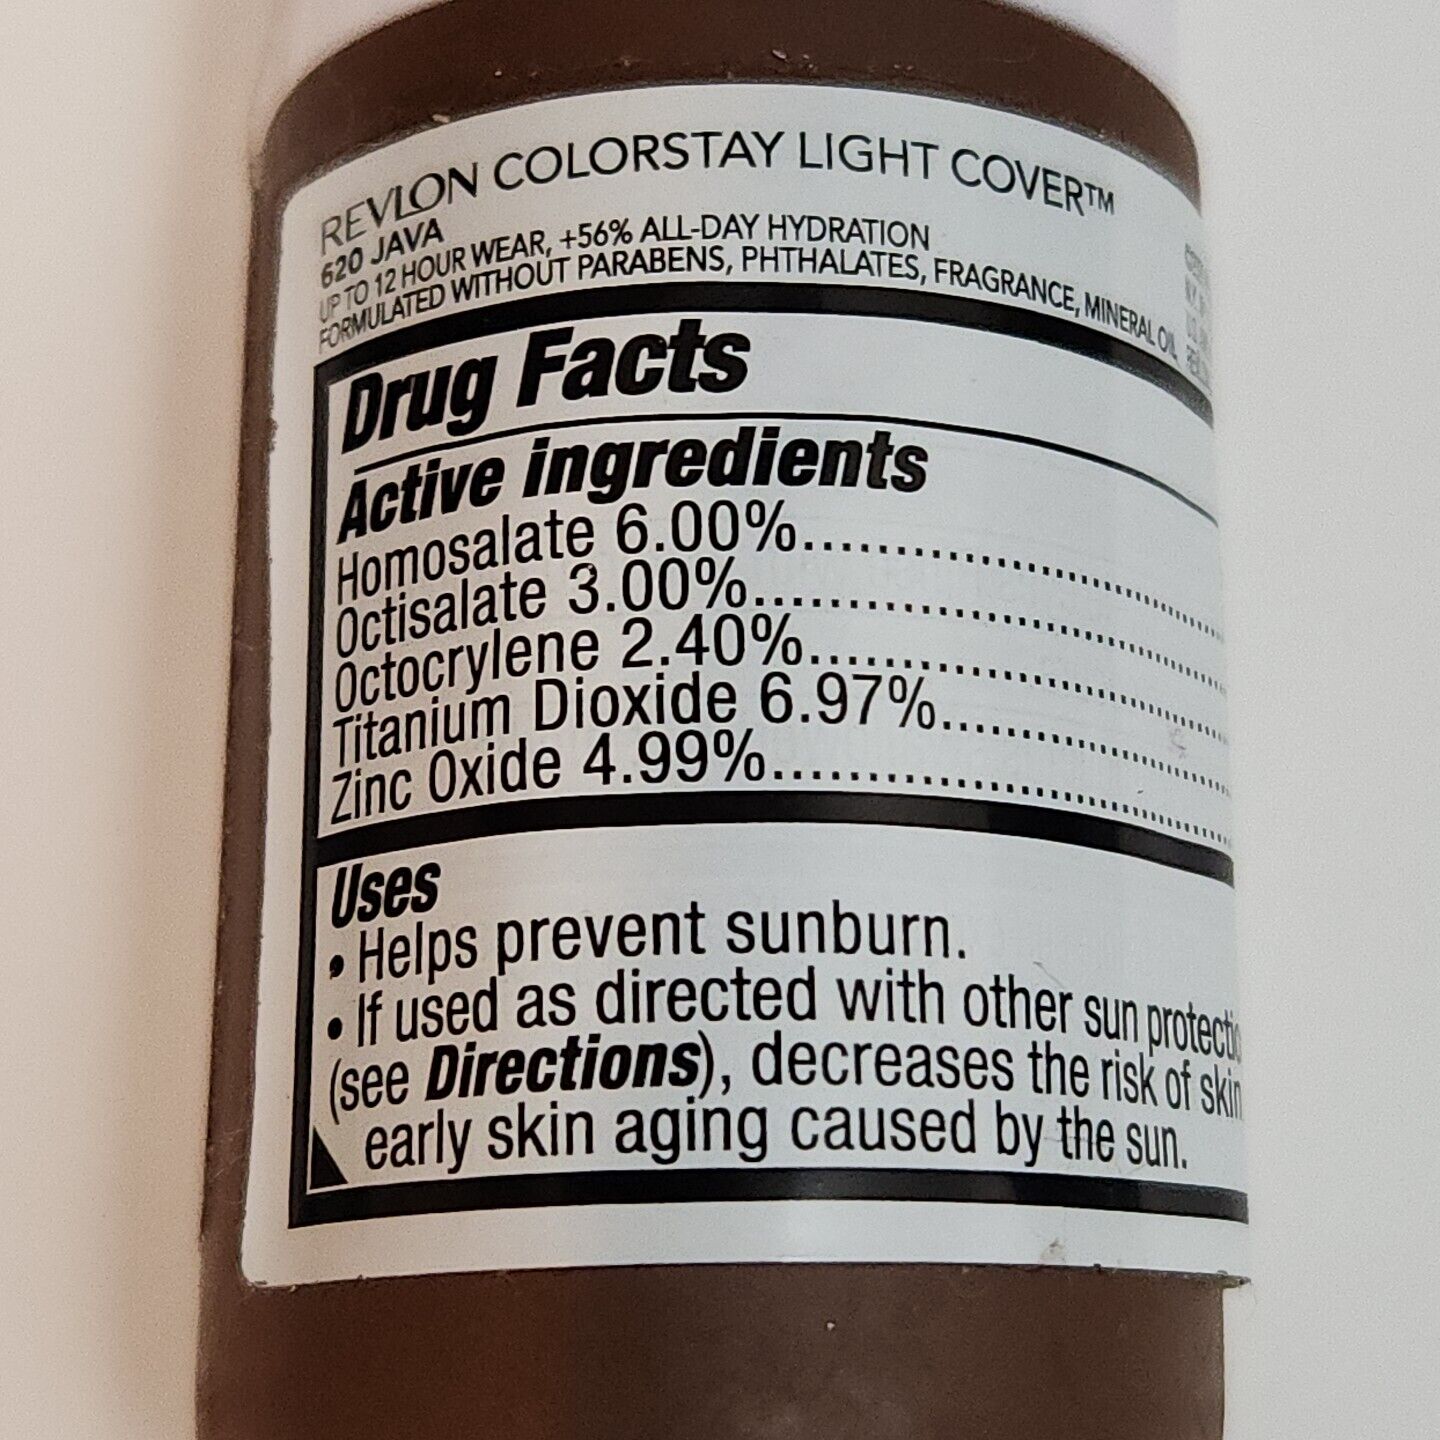 REVLON COLORSTAY LIGHT COVER™
620 JAVA
UP TO 12 HOUR WEAR, +56% ALL-DAY HYDRATION
FORMULATED WITHOUT PARABENS, PHTHALATES, FRAGRANCE, MINERAL OIL
Drug Facts
Active ingredients
Homosalate 6.00%
Octisalate 3.00%
Octocrylene 2.40%
Titanium Dioxide 6.97%
Zinc Oxide 4.99%
Uses
• Helps prevent sunburn.
• If used as directed with other sun
(see Directions), decreases the risk of skin
early skin aging caused by the sun.